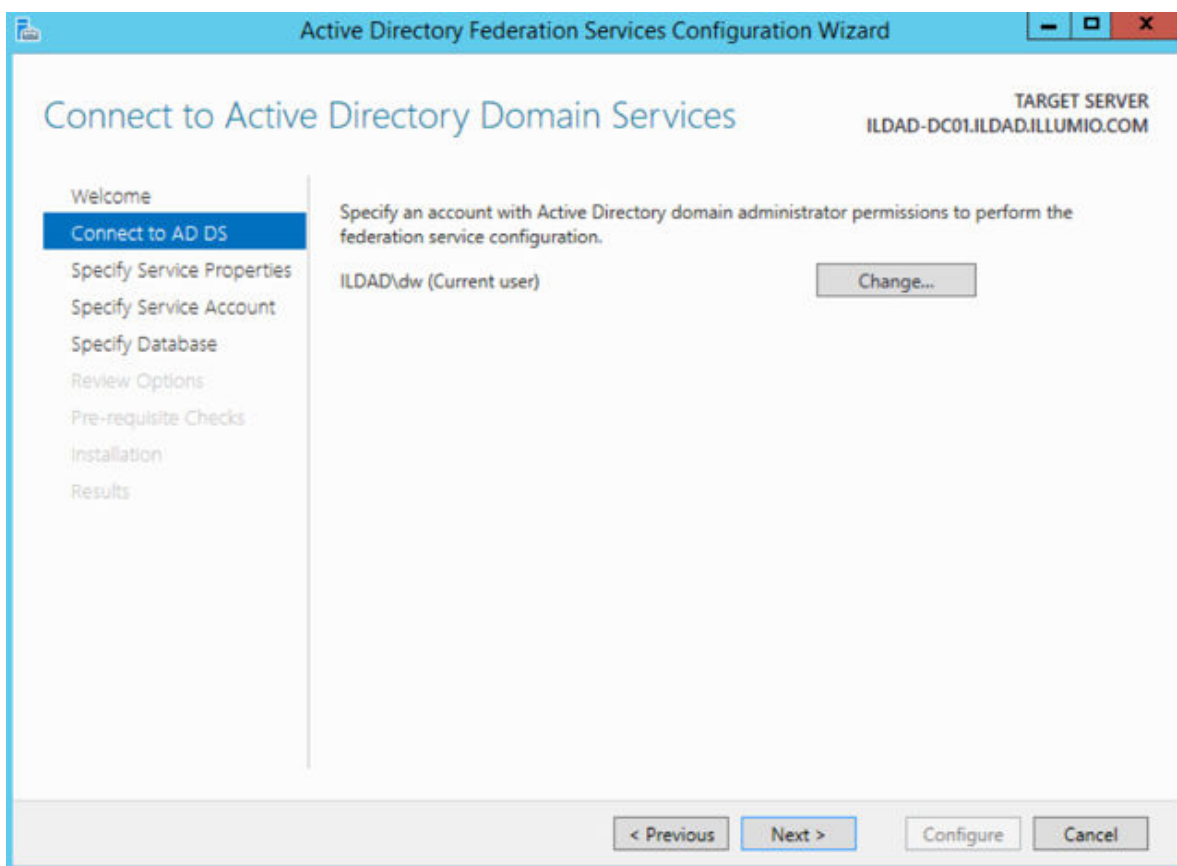 Active Directory Federation Services Configuration Wizard
Connect to Active Directory Domain Services
TARGET SERVER
ILDAD-DC01.ILDAD.ILLUMIO.COM
Welcome
Connect to AD DS
Specify Service Properties
Specify Service Account
Specify Database
Review Options
Pre-requisite Checks
Installation
Results
Specify an account with Active Directory domain administrator permissions to perform the
federation service configuration.
ILDAD\dw (Current user)
Change...
< Previous
Next >
Configure
Cancel